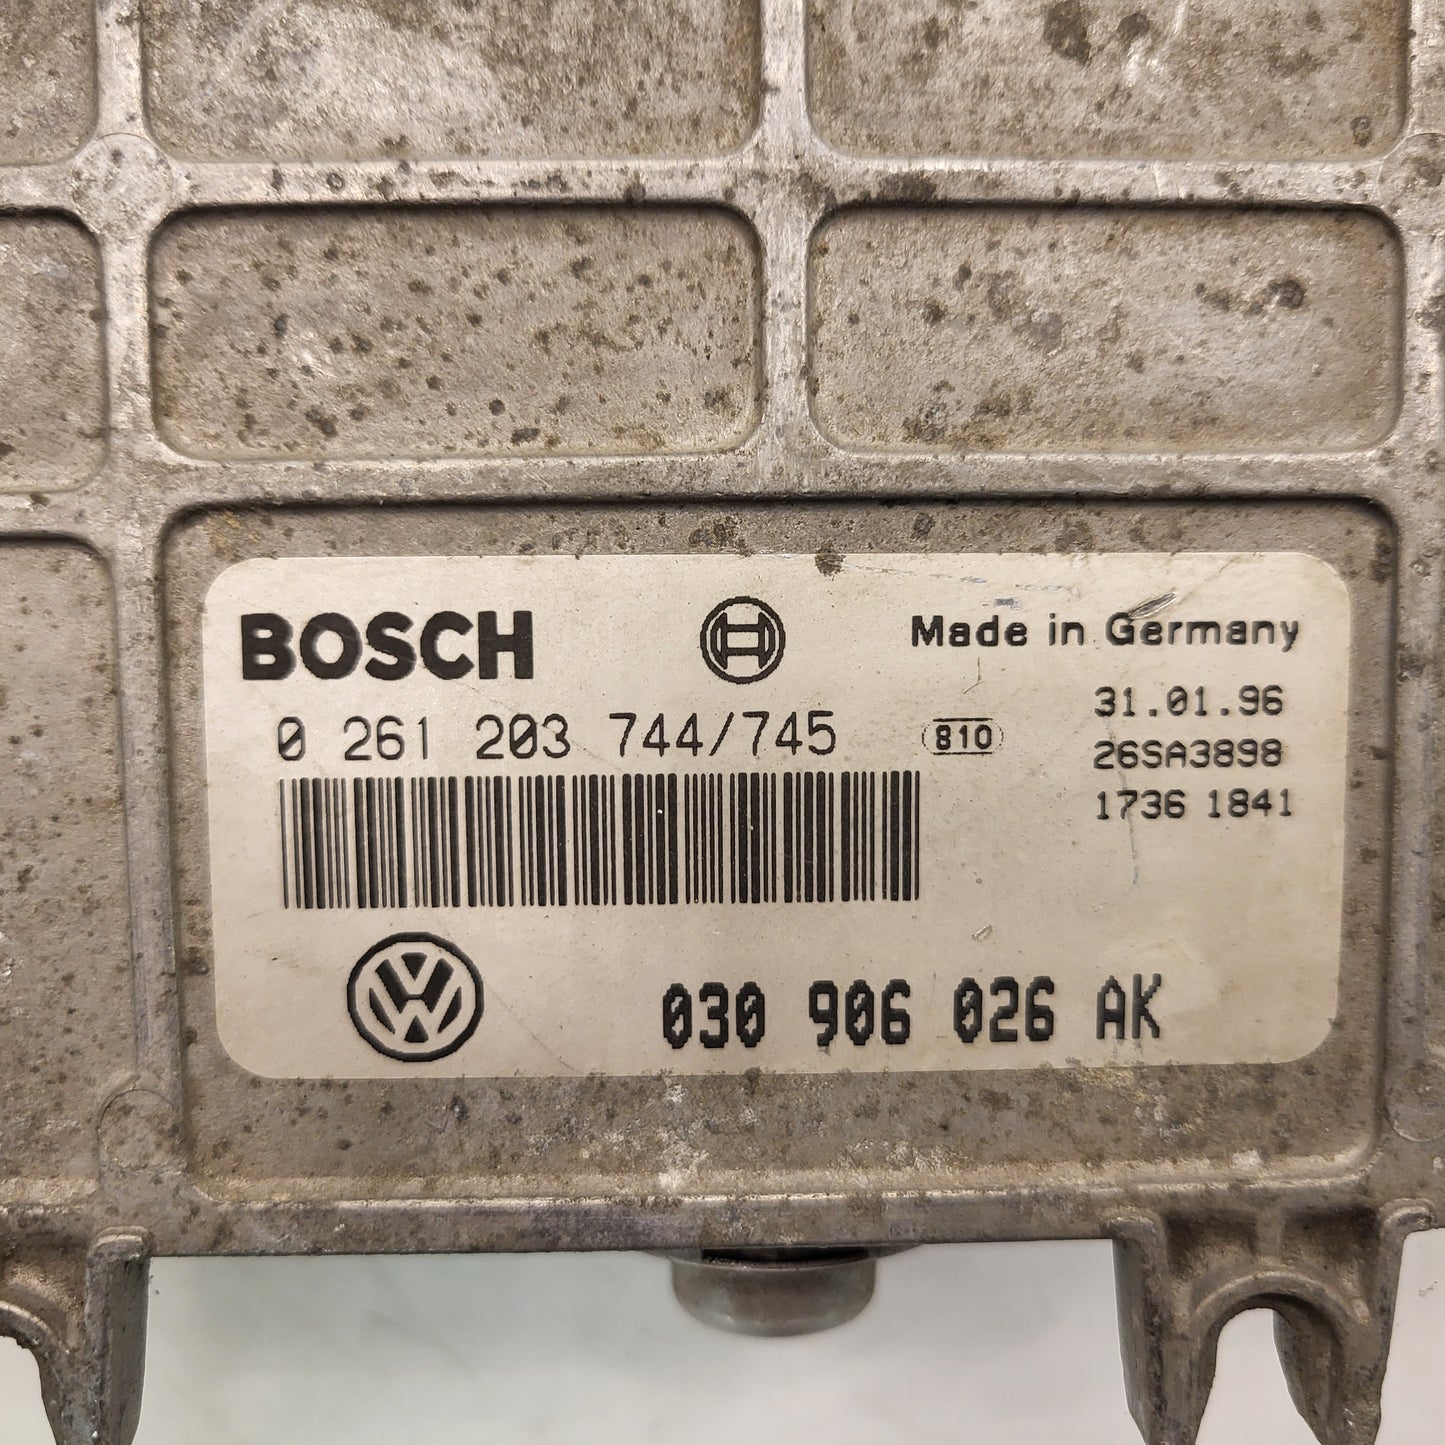 BOSCH
Made in Germany
0 261 203 744/745
810
31.01.96
26SA3898
1736 1841
030 906 026 AK